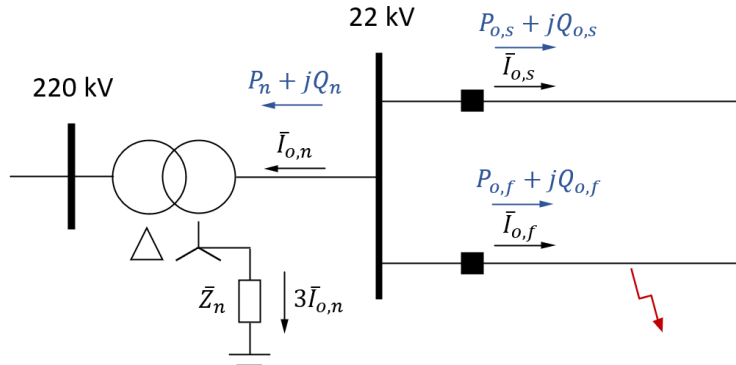 22 kV
P_{o,s} + jQ_{o,s}
Ī_{o,s}
220 kV
P_n + jQ_n
Ī_{o,n}
P_{o,f} + jQ_{o,f}
Ī_{o,f}
Z̄_n
3Ī_{o,n}